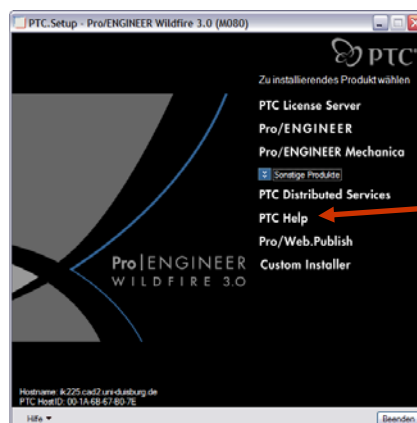 PTC.Setup - Pro/ENGINEER Wildfire 3.0 (M080)
PTC
Zu installierendes Produkt wählen
PTC License Server
Pro/ENGINEER
Pro/ENGINEER Mechanica
Sonstige Produkte
PTC Distributed Services
PTC Help
Pro/Web.Publish
Custom Installer
Pro|ENGINEER
WILDFIRE 3.0
Hostname: ik225.cad2.uni-duisburg.de
PTC HostID: 00-1A-6B-67-80-7E
Hilfe
Beenden